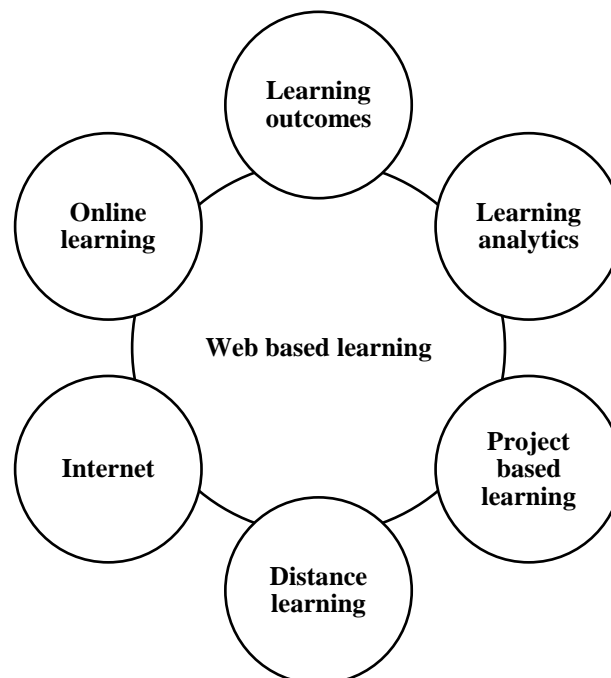 Learning
outcomes
Online
learning
Learning
analytics
Web based learning
Internet
Project
based
learning
Distance
learning